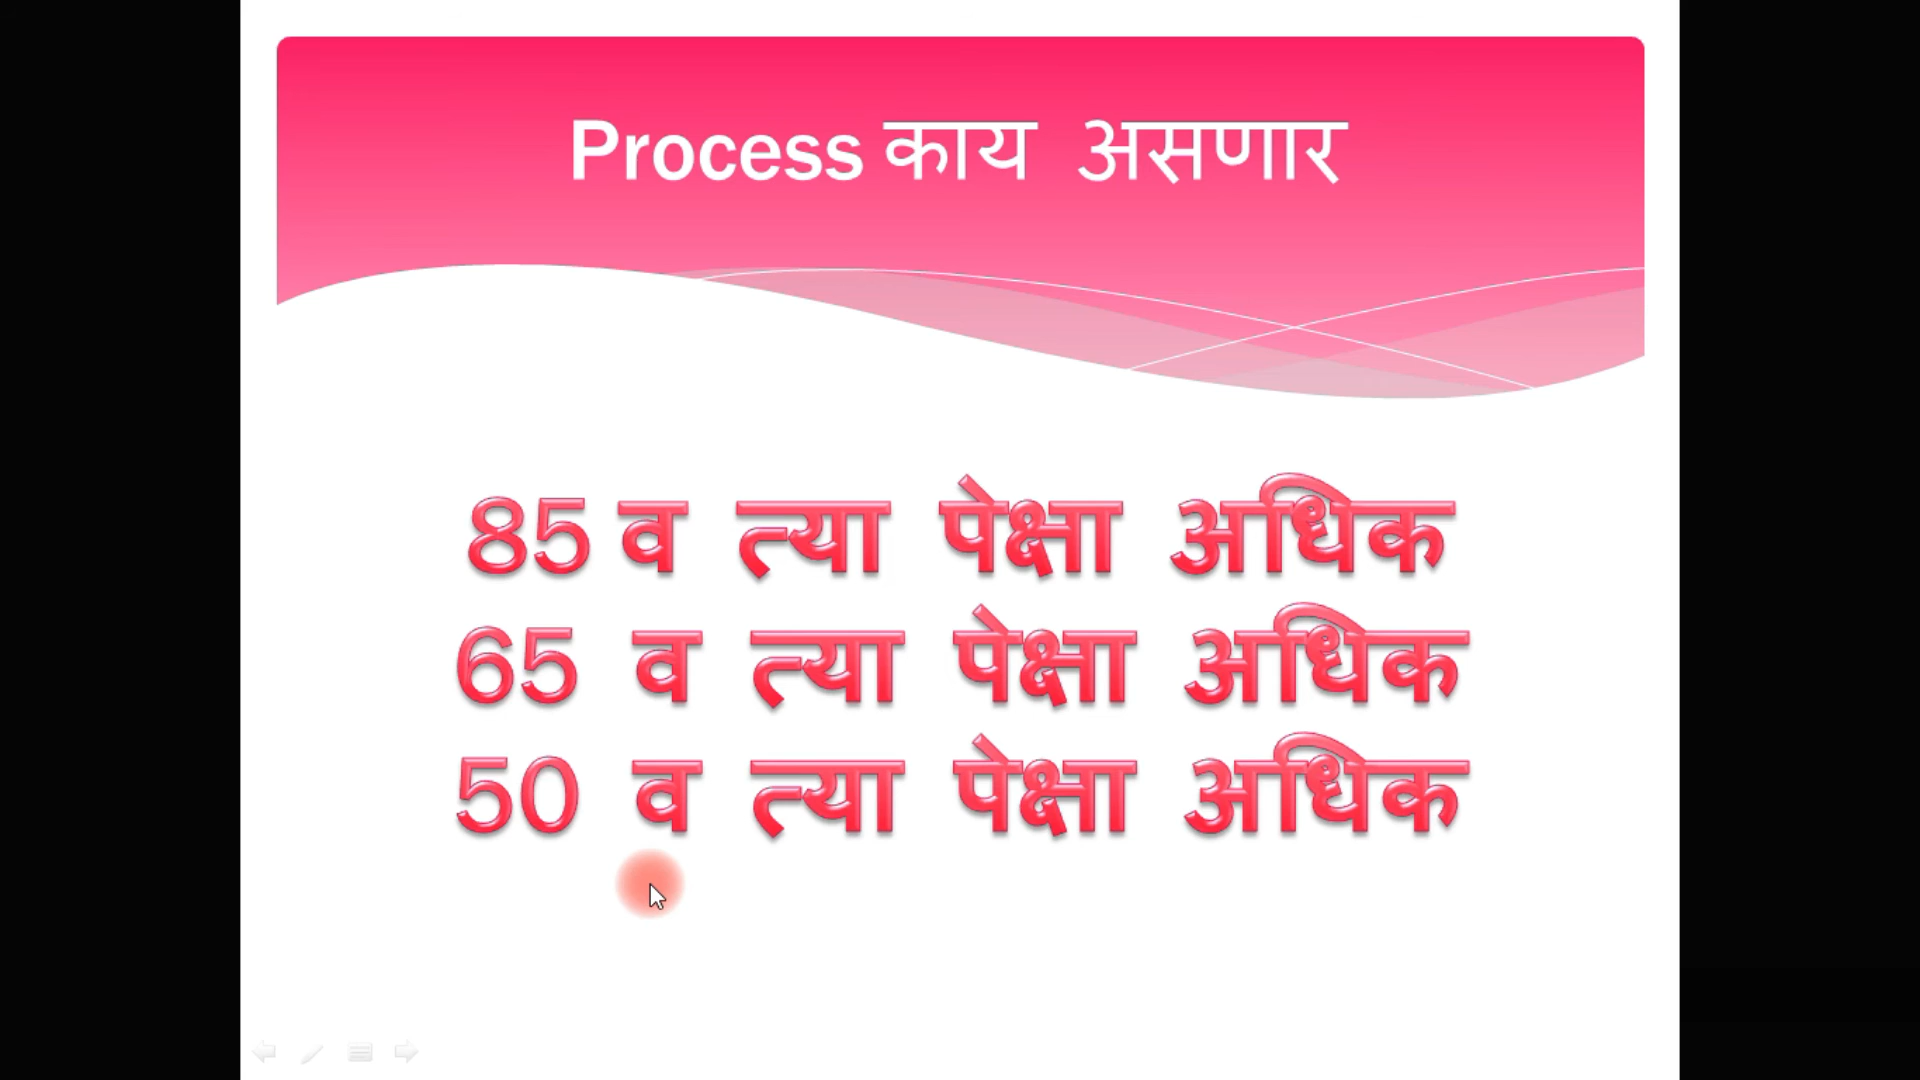 Process काय असणार
85 व त्या पेक्षा अधिक
65 व त्या पेक्षा अधिक
50 व त्या पेक्षा अधिक